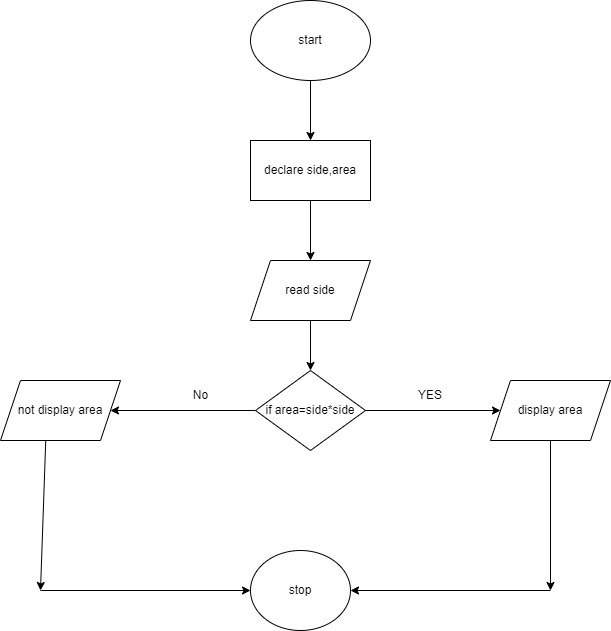 start
declare side,area
read side
No
YES
not display area
if area=side*side
display area
stop